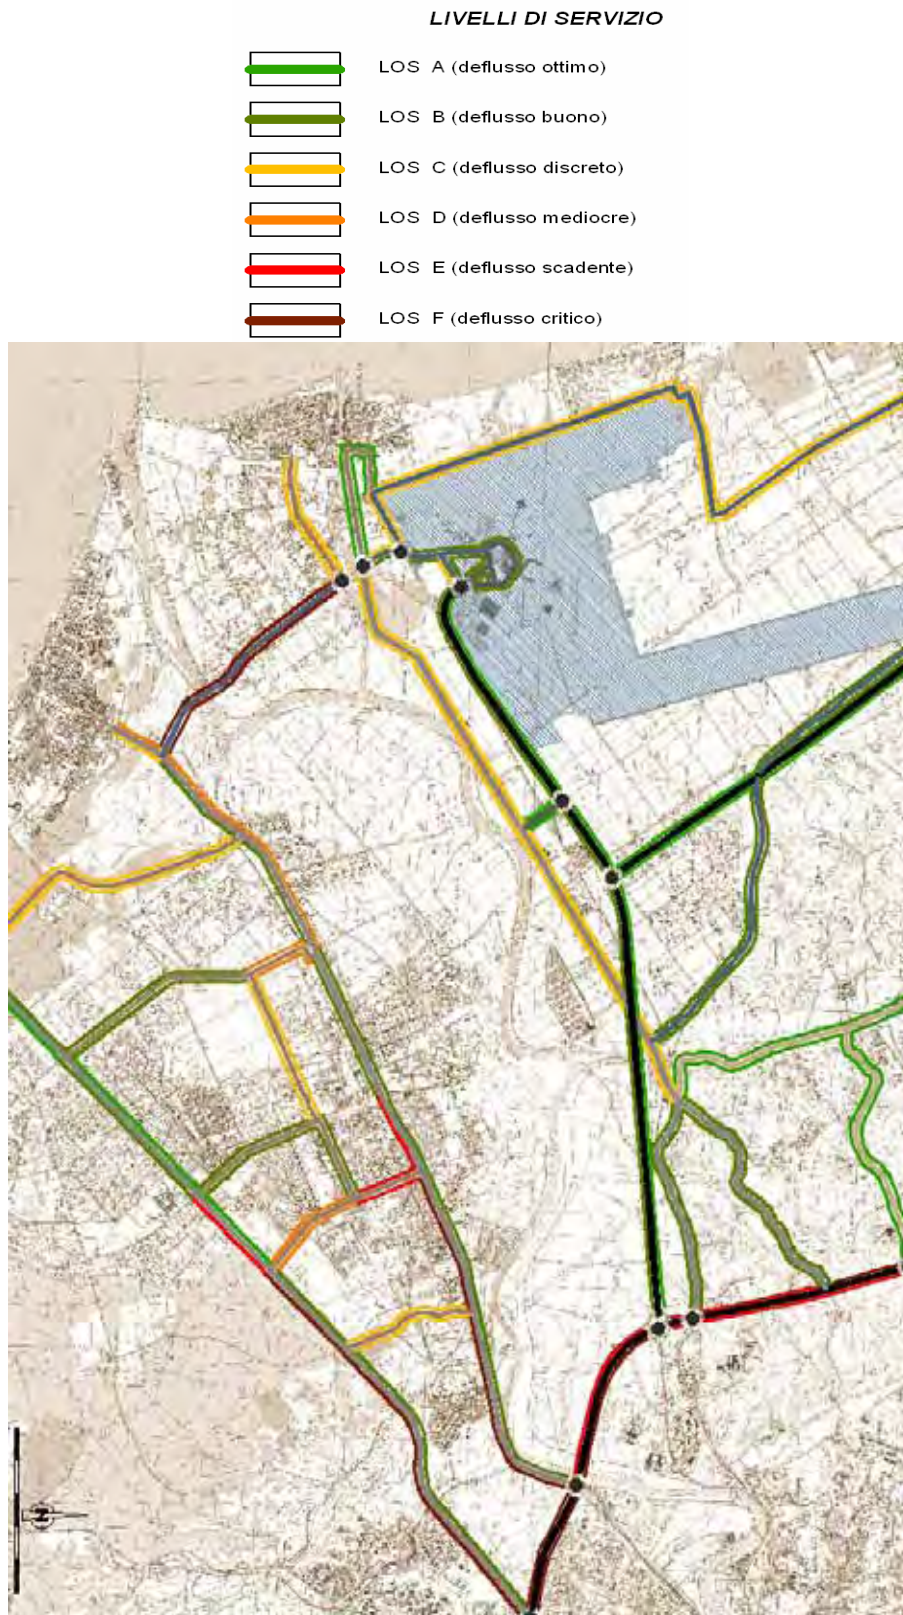 LIVELLI DI SERVIZIO
LOS A (deflusso ottimo)
LOS B (deflusso buono)
LOS C (deflusso discreto)
LOS D (deflusso mediocre)
LOS E (deflusso scadente)
LOS F (deflusso critico)
N